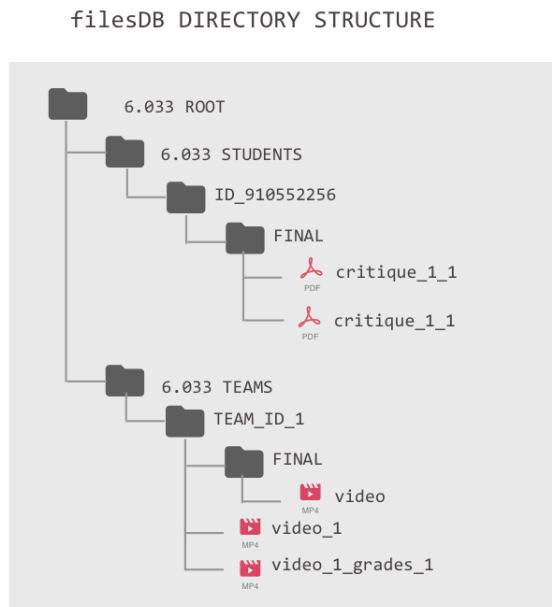 filesDB DIRECTORY STRUCTURE
6.033 ROOT
6.033 STUDENTS
ID_910552256
FINAL
critique_1_1
PDF
critique_1_1
PDF
6.033 TEAMS
TEAM_ID_1
FINAL
video
MP4
video_1
MP4
video_1_grades_1
MP4